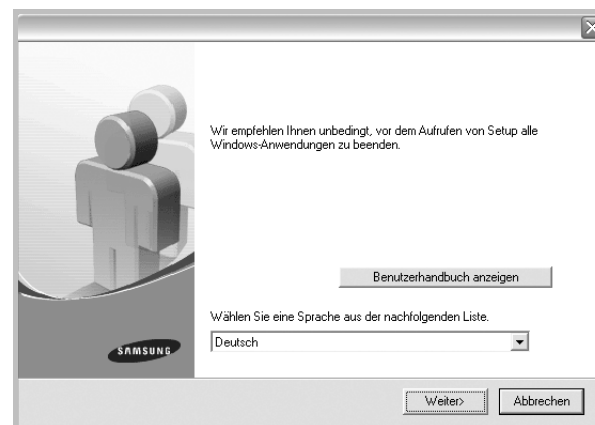 Wir empfehlen Ihnen unbedingt, vor dem Aufrufen von Setup alle
Windows-Anwendungen zu beenden.
Benutzerhandbuch anzeigen
Wählen Sie eine Sprache aus der nachfolgenden Liste.
Deutsch
SAMSUNG
Weiter>
Abbrechen